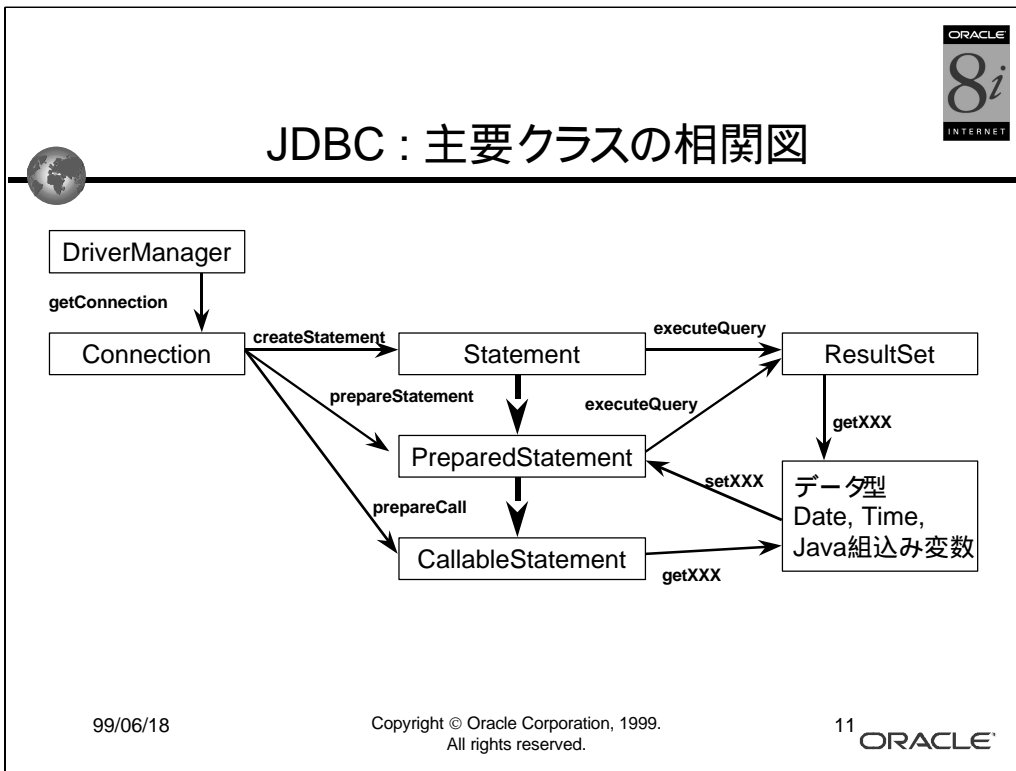 ORACLE
8i
INTERNET
JDBC : 主要クラスの相関図
DriverManager
getConnection
Connection
createStatement
Statement
executeQuery
ResultSet
prepareStatement
executeQuery
getXXX
PreparedStatement
setXXX
データ型
Date, Time,
Java組込み変数
prepareCall
CallableStatement
getXXX
99/06/18
Copyright © Oracle Corporation, 1999.
All rights reserved.
11
ORACLE